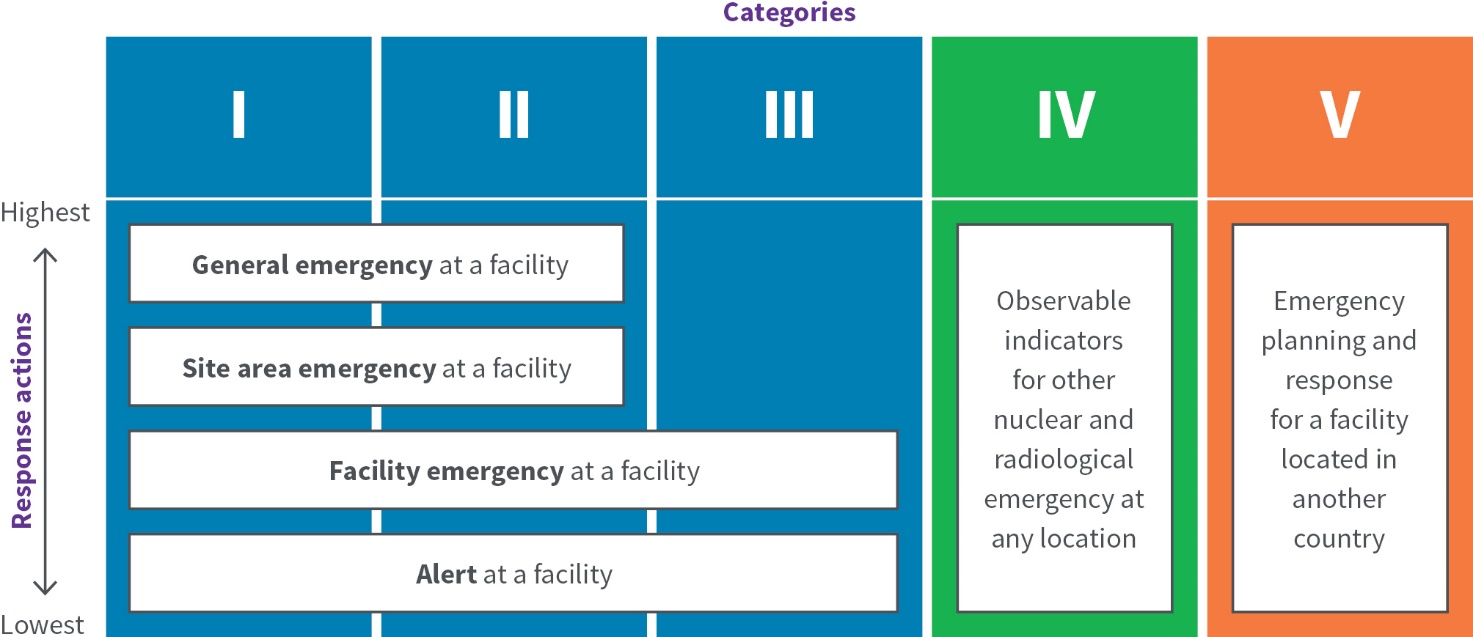 Categories
I
II
III
IV
V
Highest
Response actions
Lowest
General emergency at a facility
Site area emergency at a facility
Facility emergency at a facility
Alert at a facility
Observable
indicators
for other
nuclear and
radiological
emergency at
any location
Emergency
planning and
response
for a facility
located in
another
country